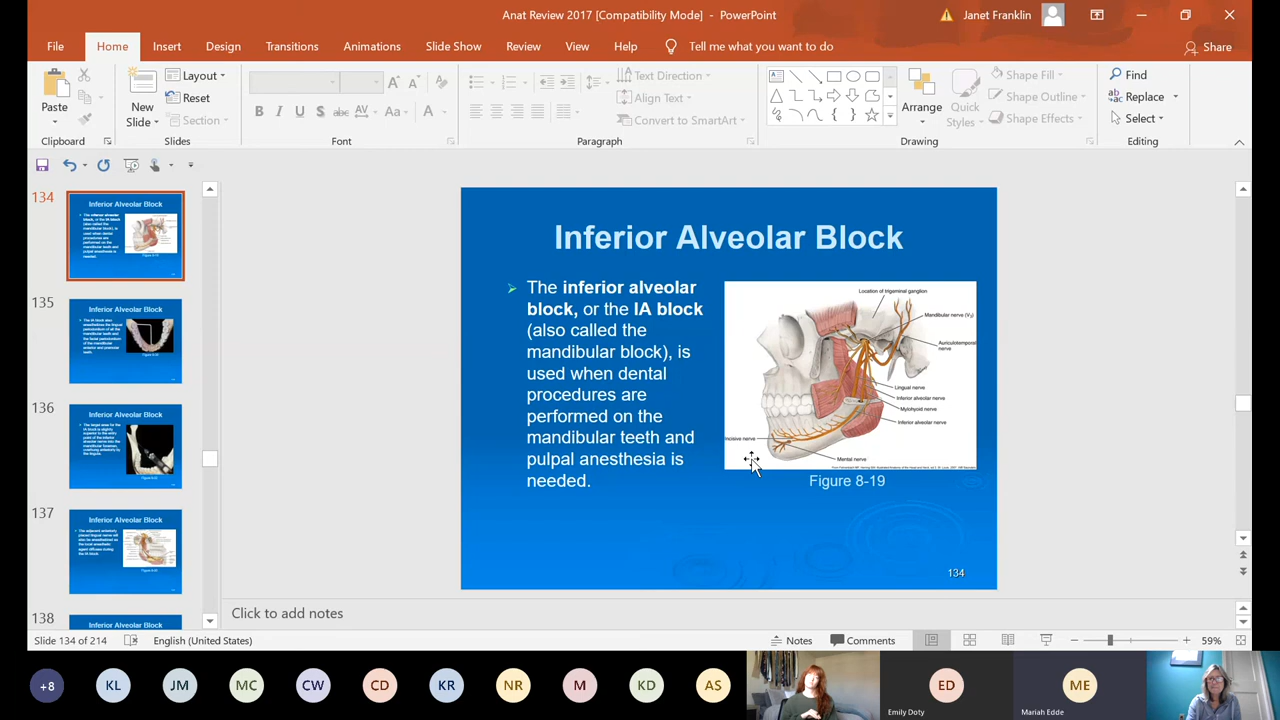 Anat Review 2017 [Compatibility Mode] - PowerPoint
Janet Franklin
File Home Insert Design Transitions Animations Slide Show Review View Help Tell me what you want to do Share
Paste
New Slide
Layout
Reset
Section
Text Direction
Align Text
Convert to SmartArt
Arrange
Quick Styles
Shape Fill
Shape Outline
Shape Effects
Find
Replace
Select
Clipboard Slides Font Paragraph Drawing Editing
134
Inferior Alveolar Block
135
Inferior Alveolar Block
136
Inferior Alveolar Block
137
Inferior Alveolar Block
138
Inferior Alveolar Block
Inferior Alveolar Block
The inferior alveolar
block, or the IA block
(also called the
mandibular block), is
used when dental
procedures are
performed on the
mandibular teeth and
pulpal anesthesia is
needed.
Location of trigeminal ganglion
Mandibular nerve (V3)
Auriculotemporal
nerve
Lingual nerve
Inferior alveolar nerve
Mylohyoid nerve
Inferior alveolar nerve
Incisive nerve
Mental nerve
Figure 8-19
134
Click to add notes
Slide 134 of 214 English (United States) Notes Comments 59%
+8 KL JM MC CW CD KR NR M KD AS ED ME
Emily Doty
Mariah Edde